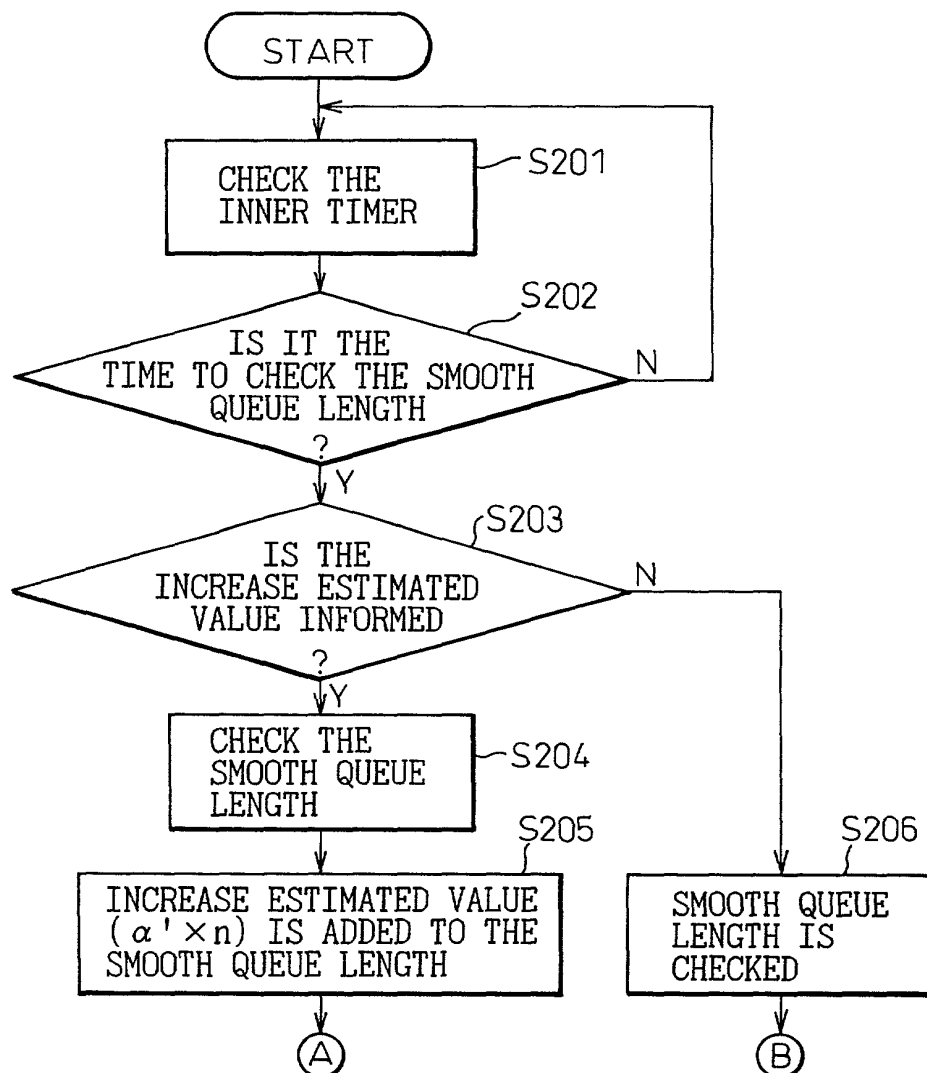 START
CHECK THE
INNER TIMER
S201
S202
IS IT THE
TIME TO CHECK THE SMOOTH
QUEUE LENGTH
?
N
Y
S203
IS THE
INCREASE ESTIMATED
VALUE INFORMED
?
N
Y
CHECK THE
SMOOTH QUEUE
LENGTH
S204
S205
INCREASE ESTIMATED VALUE
(α'×n) IS ADDED TO THE
SMOOTH QUEUE LENGTH
S206
SMOOTH QUEUE
LENGTH IS
CHECKED
A
B